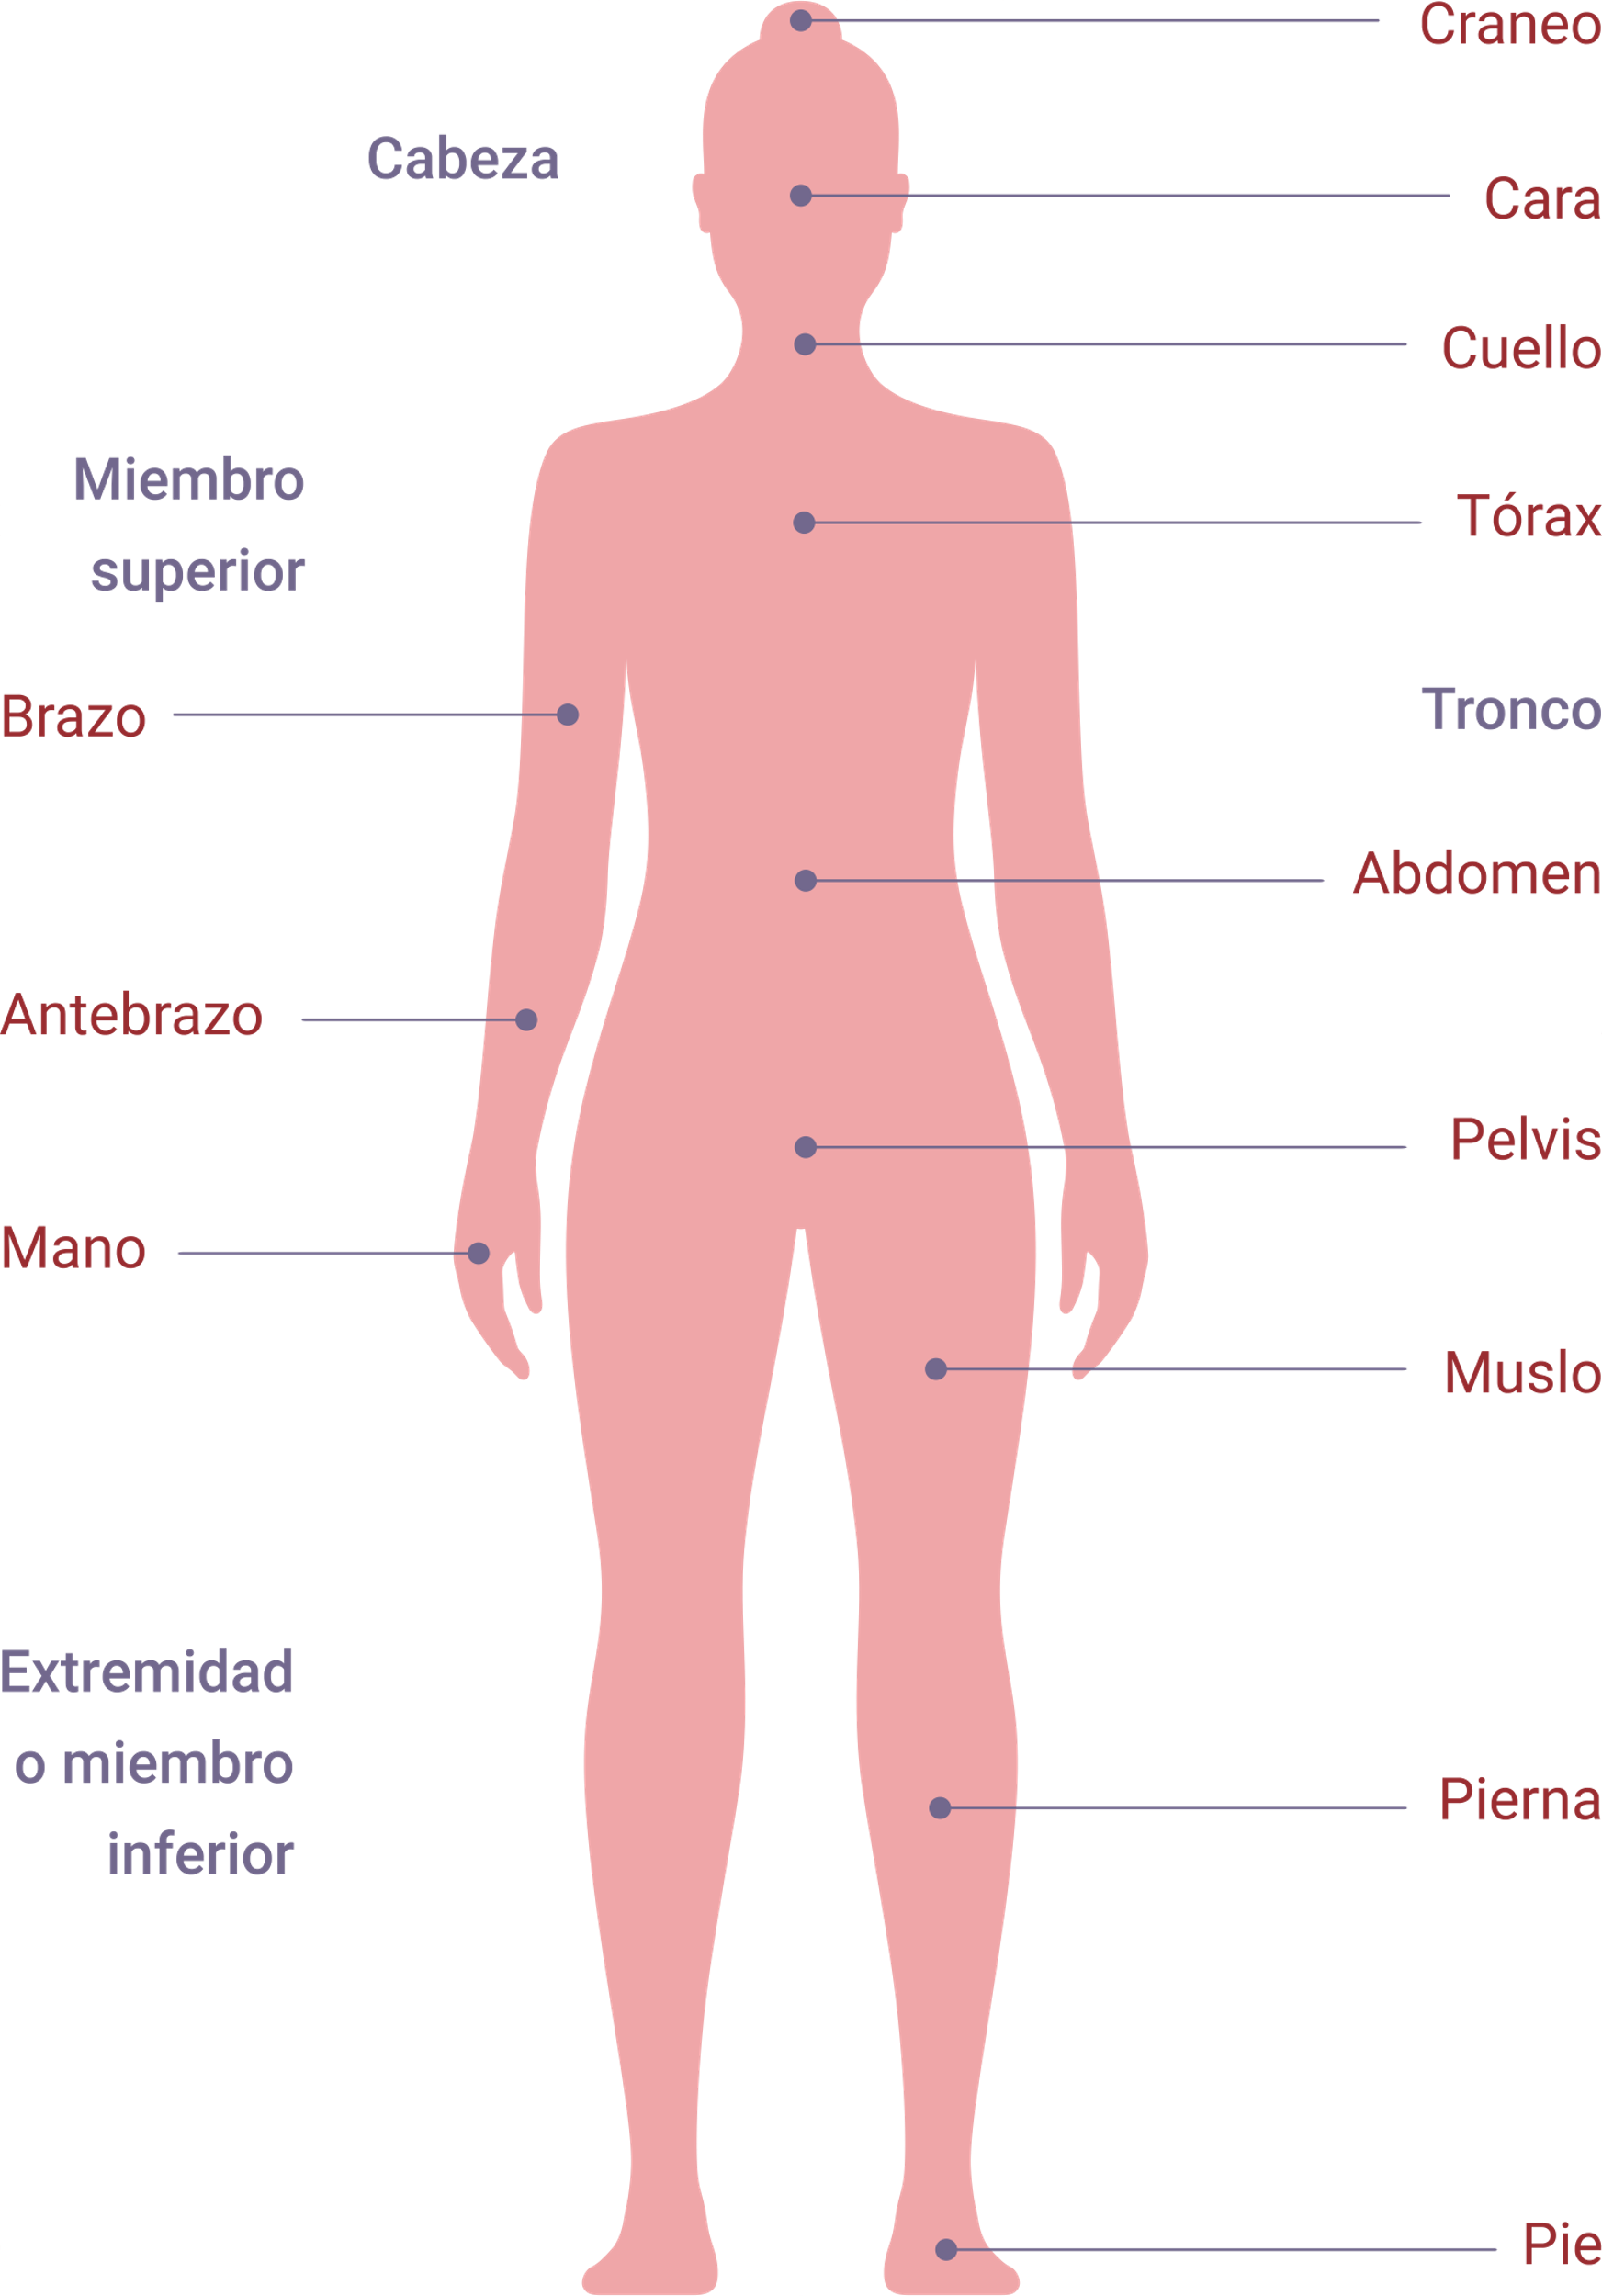 Craneo
Cabeza
Cara
Cuello
Miembro
superior
Tórax
Brazo
Tronco
Abdomen
Antebrazo
Pelvis
Mano
Muslo
Extremidad
o miembro
inferior
Pierna
Pie